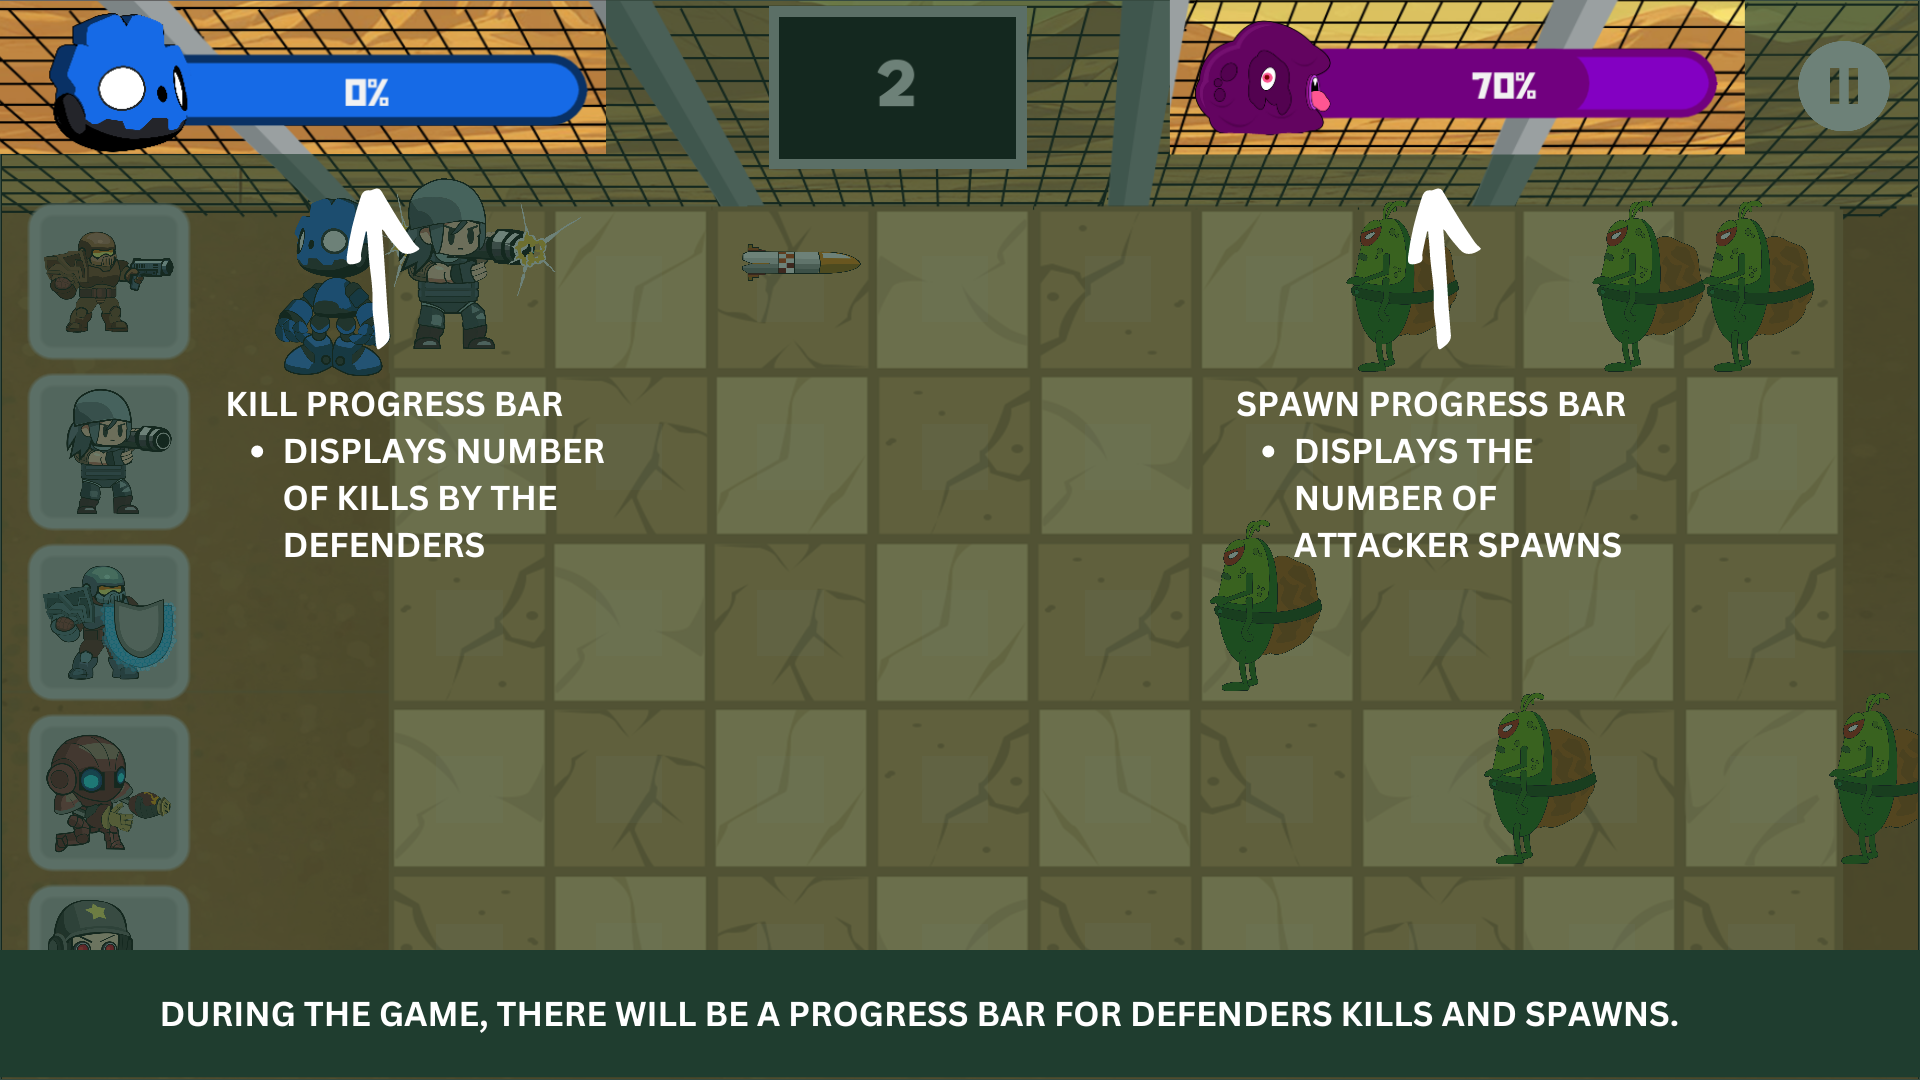 0%
2
70%
KILL PROGRESS BAR
• DISPLAYS NUMBER
OF KILLS BY THE
DEFENDERS
SPAWN PROGRESS BAR
• DISPLAYS THE
NUMBER OF
ATTACKER SPAWNS
DURING THE GAME, THERE WILL BE A PROGRESS BAR FOR DEFENDERS KILLS AND SPAWNS.